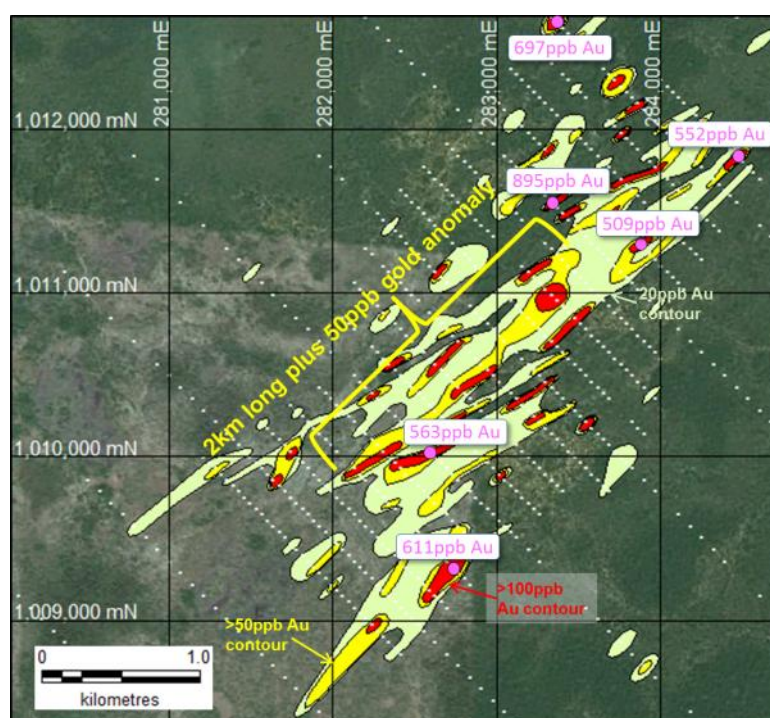 281,000 mE
282,000 mE
283,000 mE
284,000 mE
697ppb Au
1,012,000 mN
552ppb Au
895ppb Au
509ppb Au
2km long plus 50ppb gold anomaly
1,011,000 mN
20ppb Au
contour
563ppb Au
1,010,000 mN
611ppb Au
>100ppb
Au contour
1,009,000 mN
>50ppb Au
contour
0
1.0
kilometres